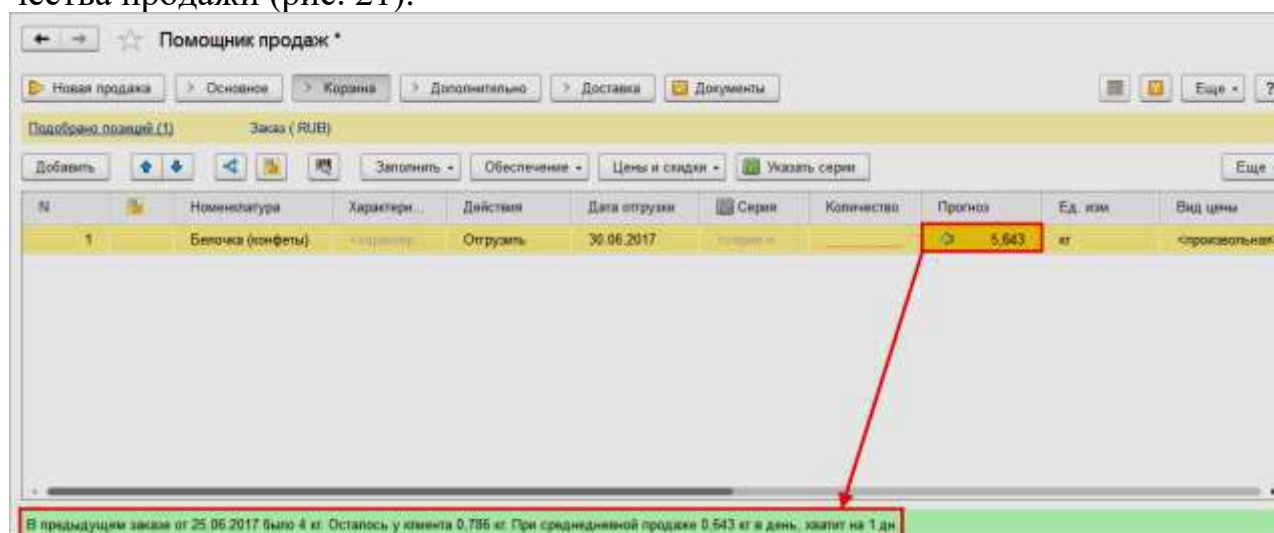 чества продажи (рис. 21).
Помощник продаж *
Новая продажа > Основное > Корзина > Дополнительно > Доставка Документы Еще ?
Подобрано позиций (1) Заказ ( RUB)
Добавить Заполнить Обеспечение Цены и скидки Указать серии Еще
N Номенклатура Характери... Действия Дата отгрузки Серия Количество Прогноз Ед. изм Вид цены
1 Белочка (конфеты) <характер... Отгрузить 30.06.2017 5,643 кг <произвольная>
В предыдущем заказе от 25.06.2017 было 4 кг. Осталось у клиента 0,786 кг. При среднедневной продаже 0,643 кг в день, хватит на 1 дн.